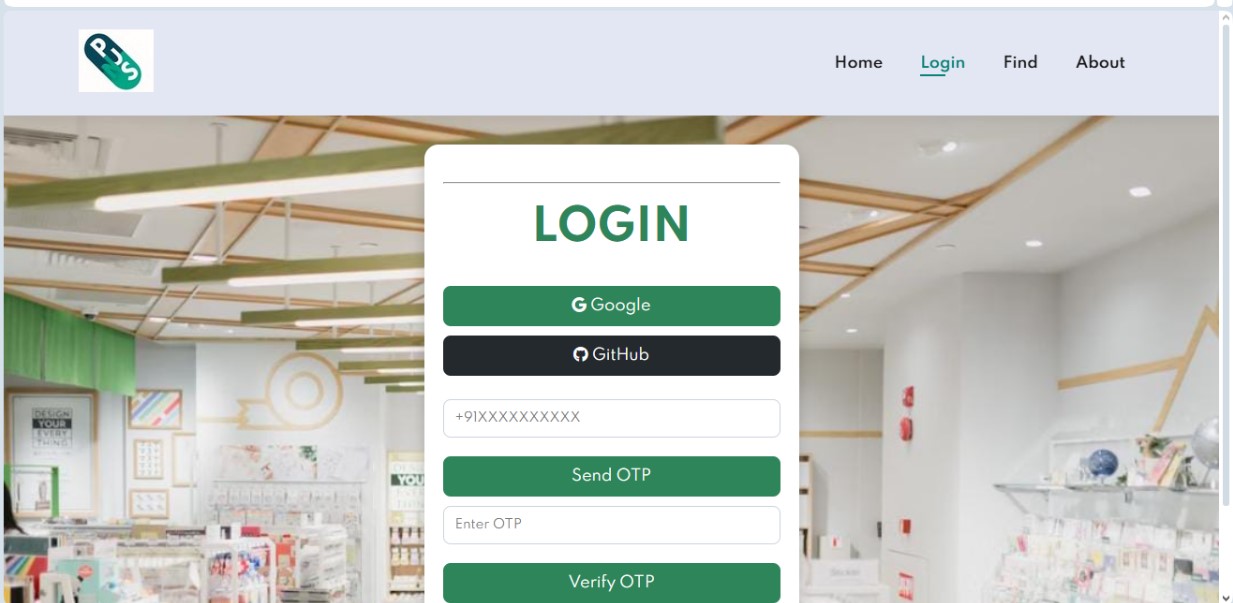 PJS
Home
Login
Find
About
LOGIN
Google
GitHub
+91XXXXXXXXXX
Send OTP
Enter OTP
Verify OTP
DESIGN
YOUR
EVERY
THING
YOU